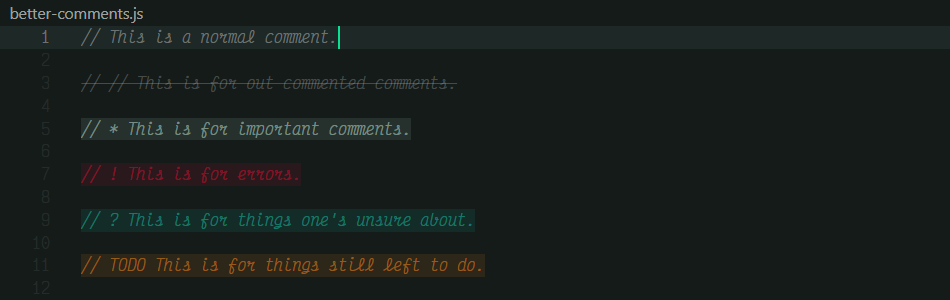 better-comments.js
1 // This is a normal comment.
2
3 // // This is for out commented comments.
4
5 // * This is for important comments.
6
7 // ! This is for errors.
8
9 // ? This is for things one's unsure about.
10
11 // TODO This is for things still left to do.
12